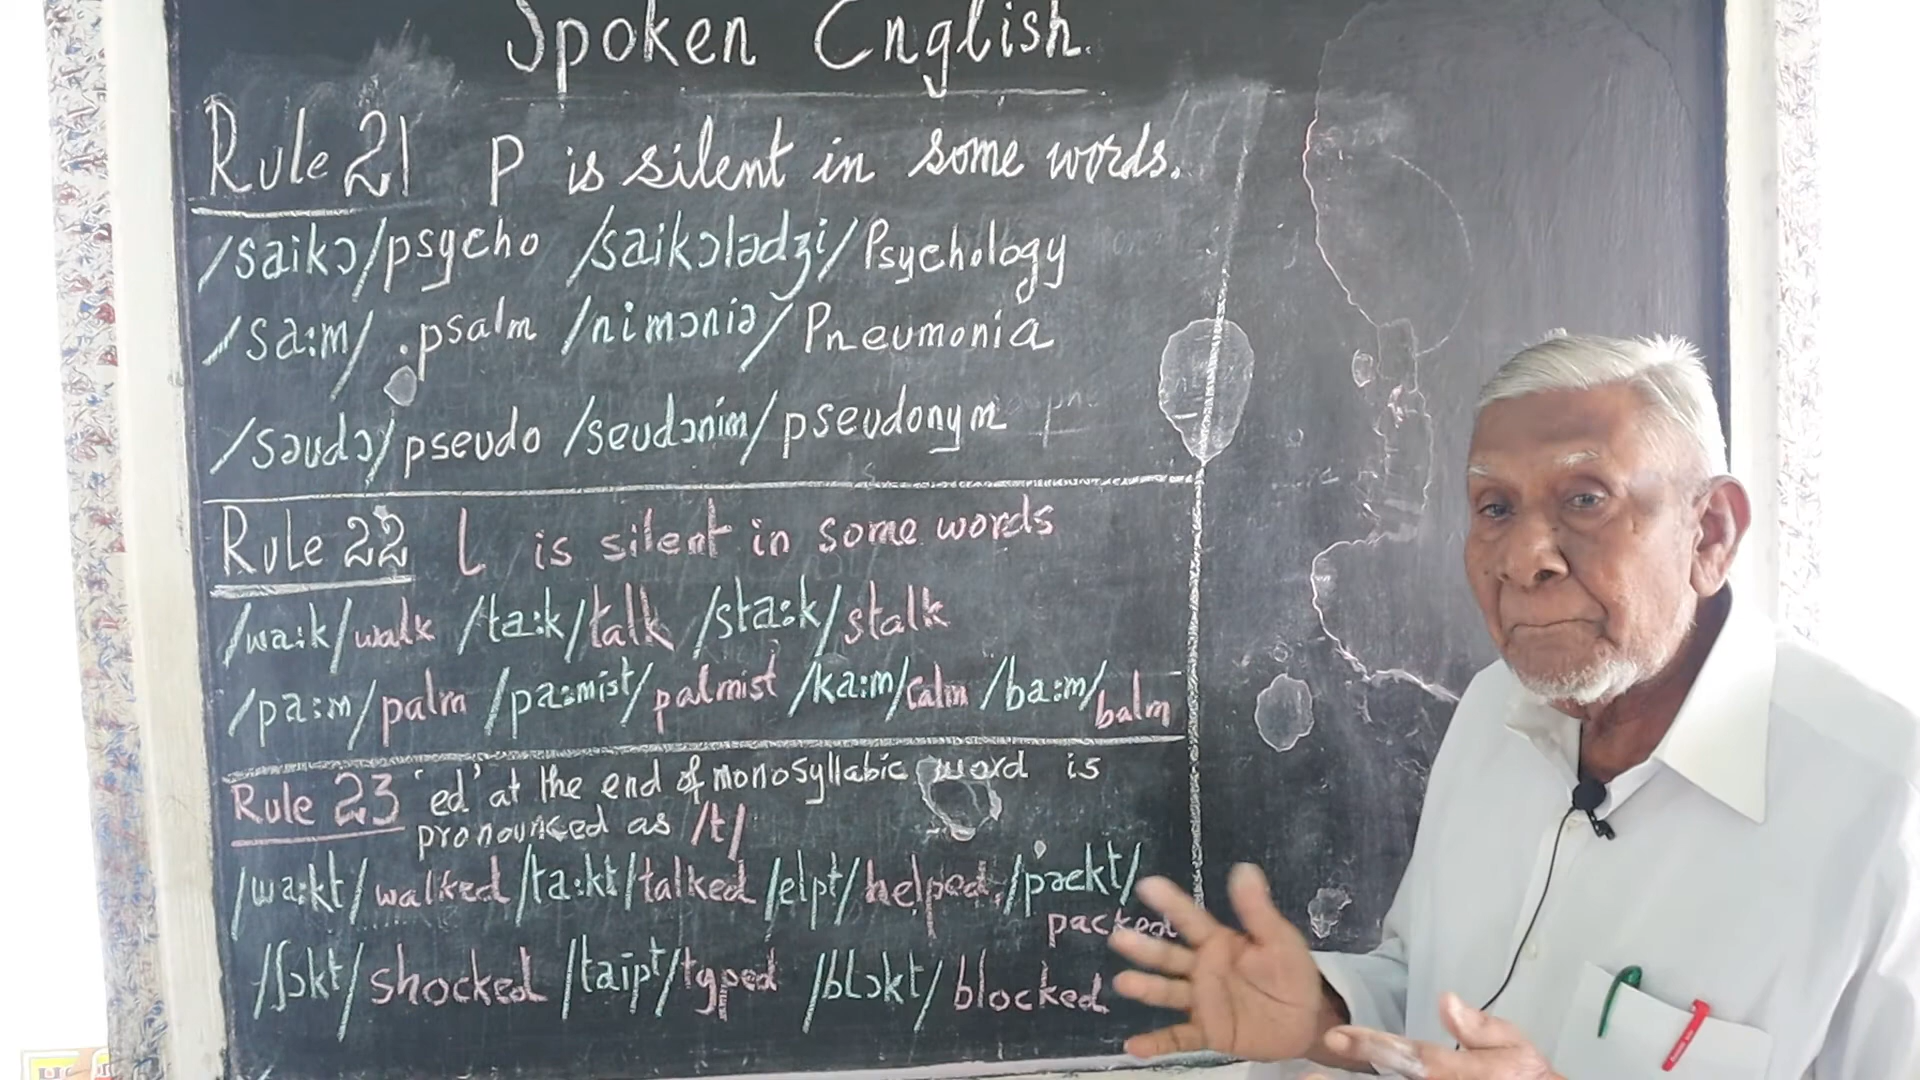 Spoken English.
Rule 21 P is silent in some words.
/saikɔ/psycho /saikɔlədʒi/Psychology
/sa:m/ psalm /nimɔniə/Pneumonia
/səudɔ/pseudo /seudɔnim/pseudonym
Rule 22 l is silent in some words
/wa:k/walk /ta:k/talk /sta:k/stalk
/pa:m/palm /pa:mist/palmist /ka:m/calm /ba:m/balm
Rule 23 'ed' at the end of monosyllabic word is
pronounced as /t/
/wa:kt/walked /ta:kt/talked /elpt/helped, /pækt/
packed
/ʃɔkt/shocked /taipt/typed /blɔkt/blocked